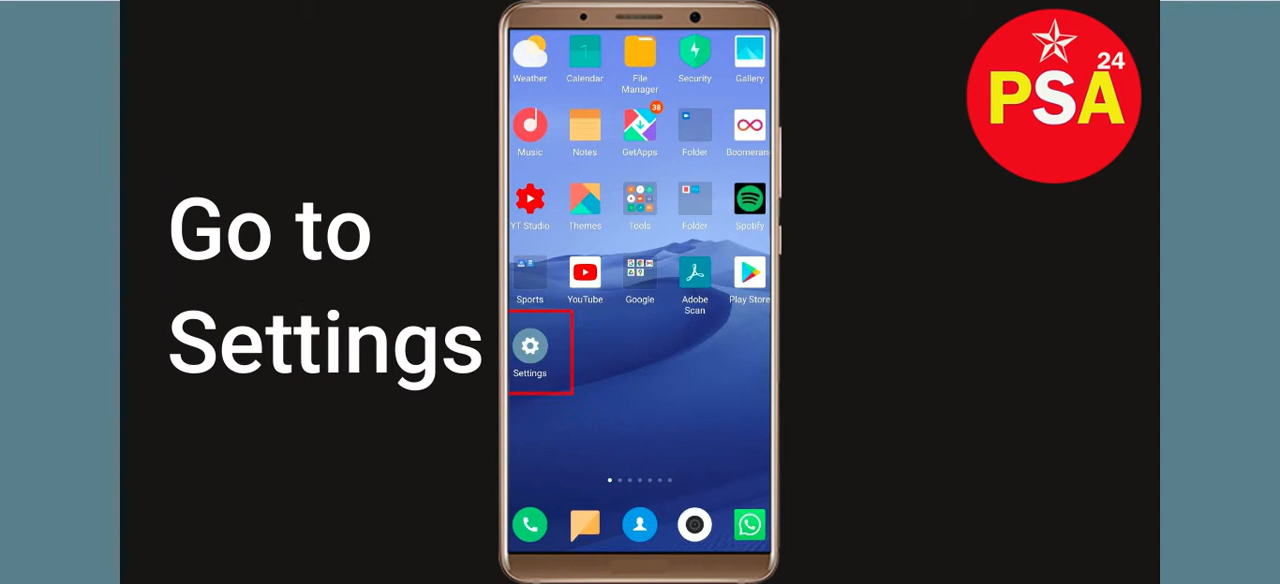 Go to
Settings
Weather
Calendar
File
Manager
Security
Gallery
Music
Notes
38
GetApps
Folder
Boomeran
YT Studio
Themes
Tools
Folder
Spotify
Sports
YouTube
Google
Adobe
Scan
Play Store
Settings
24
PSA